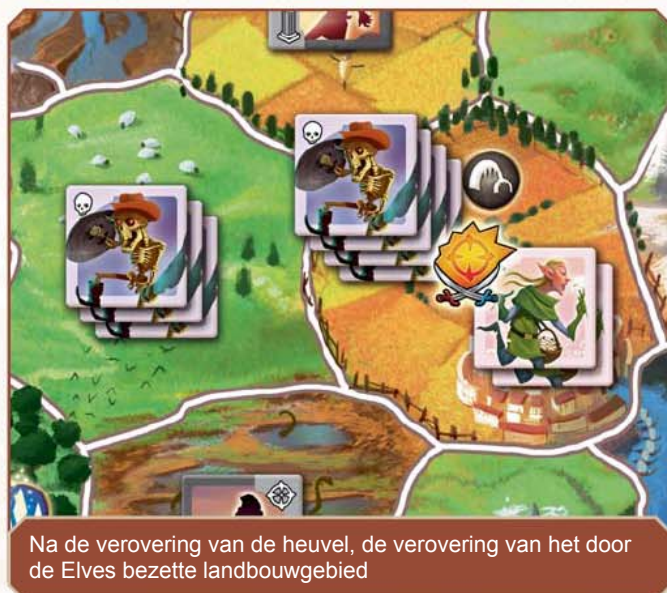 Na de verovering van de heuvel, de verovering van het door
de Elves bezette landbouwgebied